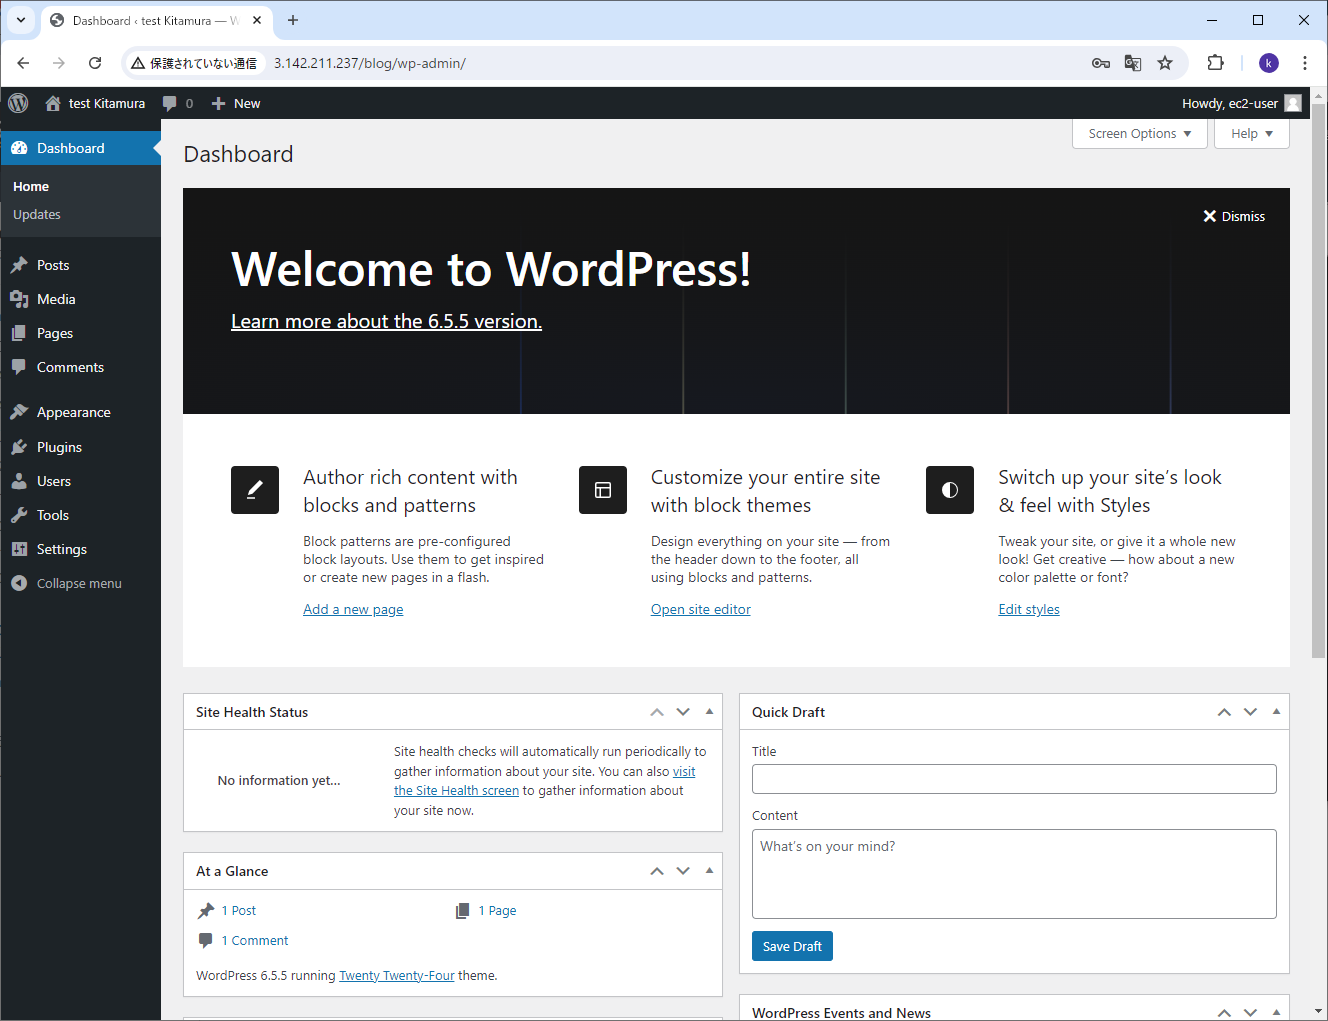 Dashboard ‹ test Kitamura — W
保護されていない通信 3.142.211.237/blog/wp-admin/
k
test Kitamura 0 New Howdy, ec2-user
Dashboard
Home
Updates
Posts
Media
Pages
Comments
Appearance
Plugins
Users
Tools
Settings
Collapse menu
Screen Options Help
Dashboard
Dismiss
Welcome to WordPress!
Learn more about the 6.5.5 version.
Author rich content with
blocks and patterns
Block patterns are pre-configured
block layouts. Use them to get inspired
or create new pages in a flash.
Add a new page
Customize your entire site
with block themes
Design everything on your site — from
the header down to the footer, all
using blocks and patterns.
Open site editor
Switch up your site’s look
& feel with Styles
Tweak your site, or give it a whole new
look! Get creative — how about a new
color palette or font?
Edit styles
Site Health Status
No information yet…
Site health checks will automatically run periodically to
gather information about your site. You can also visit
the Site Health screen to gather information about
your site now.
At a Glance
1 Post
1 Page
1 Comment
WordPress 6.5.5 running Twenty Twenty-Four theme.
Quick Draft
Title
Content
What’s on your mind?
Save Draft
WordPress Events and News